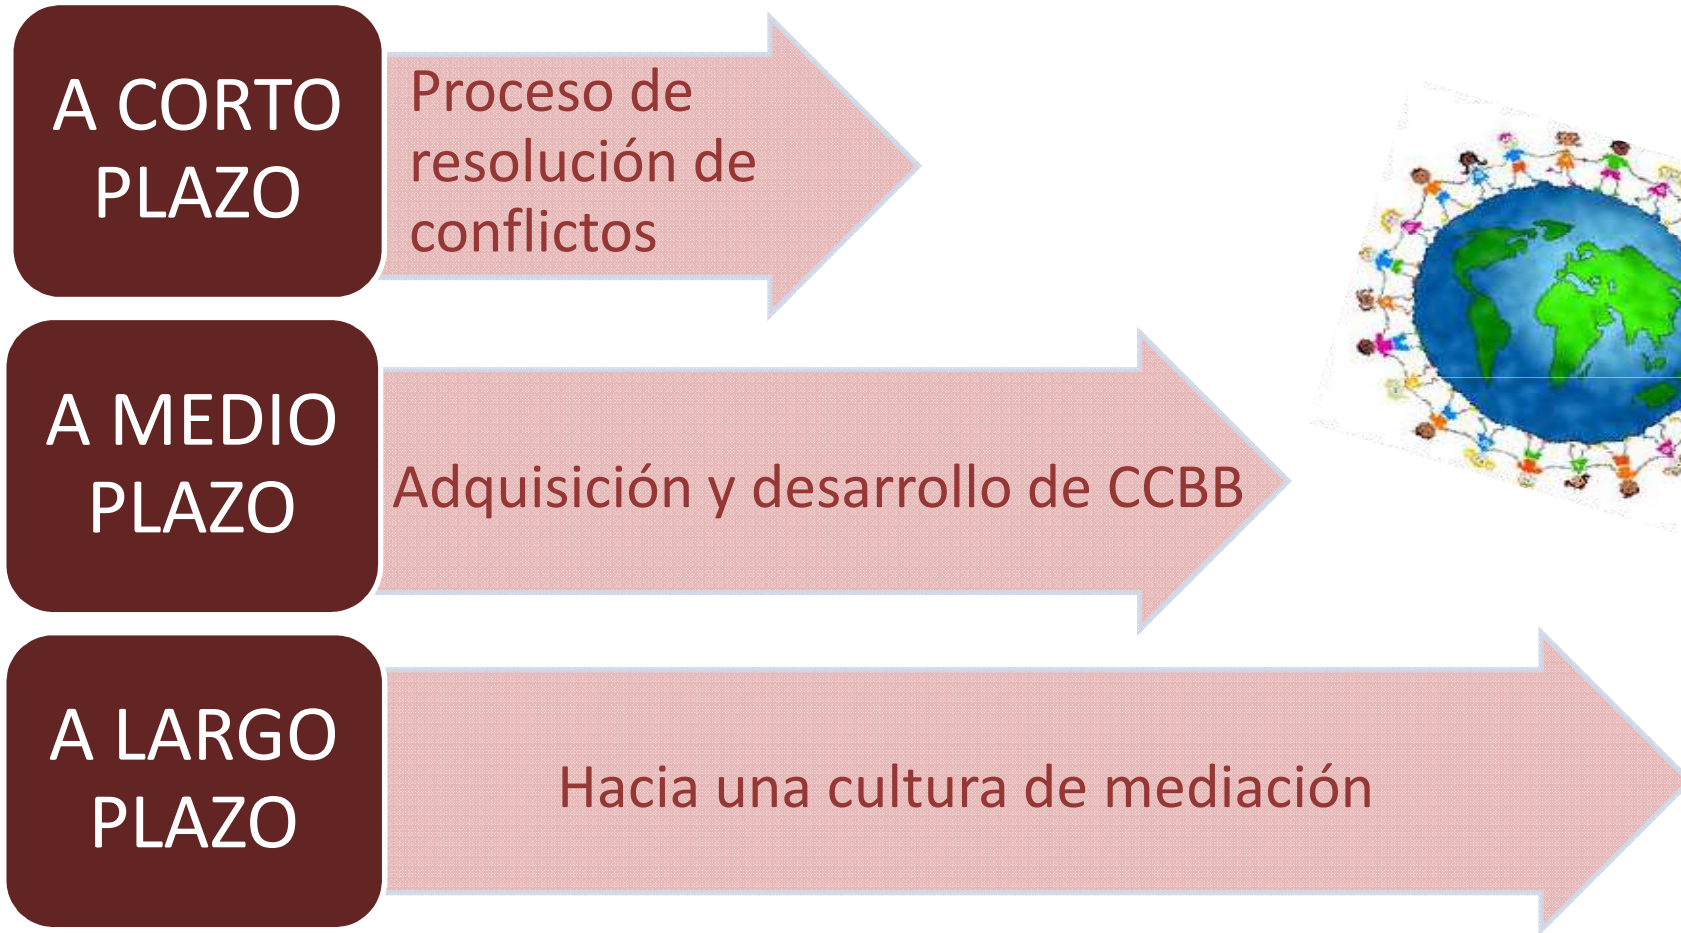 A CORTO
PLAZO
Proceso de
resolución de
conflictos
A MEDIO
PLAZO
Adquisición y desarrollo de CCBB
A LARGO
PLAZO
Hacia una cultura de mediación